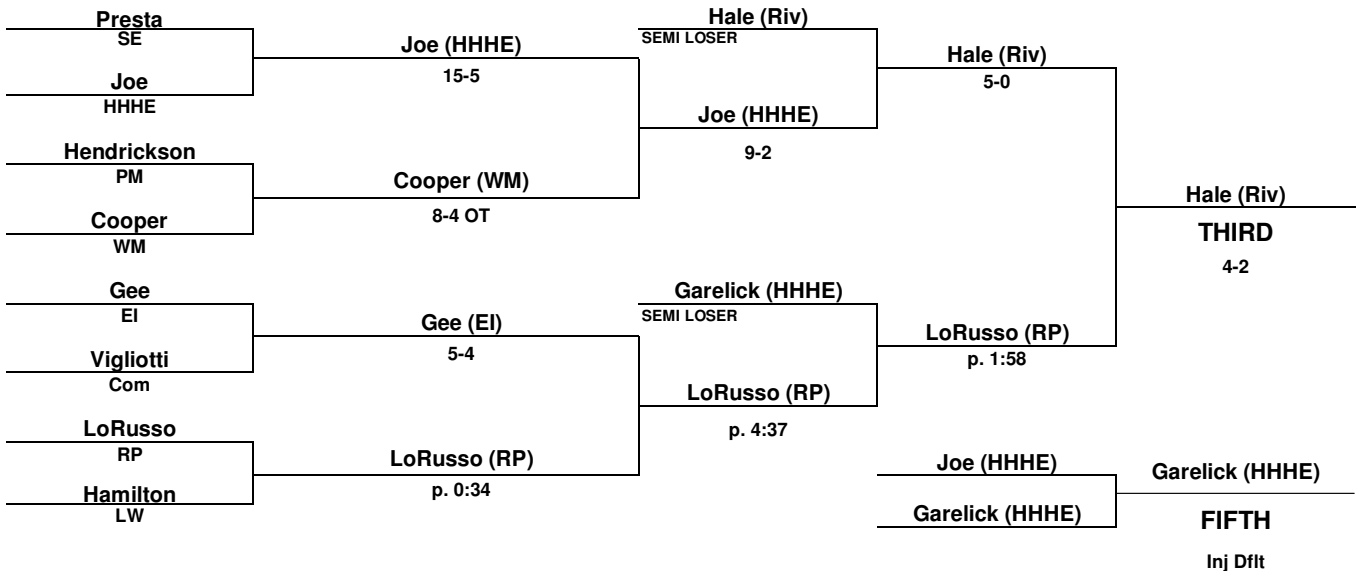 Presta
SE
Joe
HHHE
Hendrickson
PM
Cooper
WM
Gee
EI
Vigliotti
Com
LoRusso
RP
Hamilton
LW
Joe (HHHE)
15-5
Cooper (WM)
8-4 OT
Gee (EI)
5-4
LoRusso (RP)
p. 0:34
Hale (Riv)
SEMI LOSER
Joe (HHHE)
9-2
Garelick (HHHE)
SEMI LOSER
LoRusso (RP)
p. 4:37
Hale (Riv)
5-0
LoRusso (RP)
p. 1:58
Joe (HHHE)
Garelick (HHHE)
Hale (Riv)
THIRD
4-2
Garelick (HHHE)
FIFTH
Inj Dflt